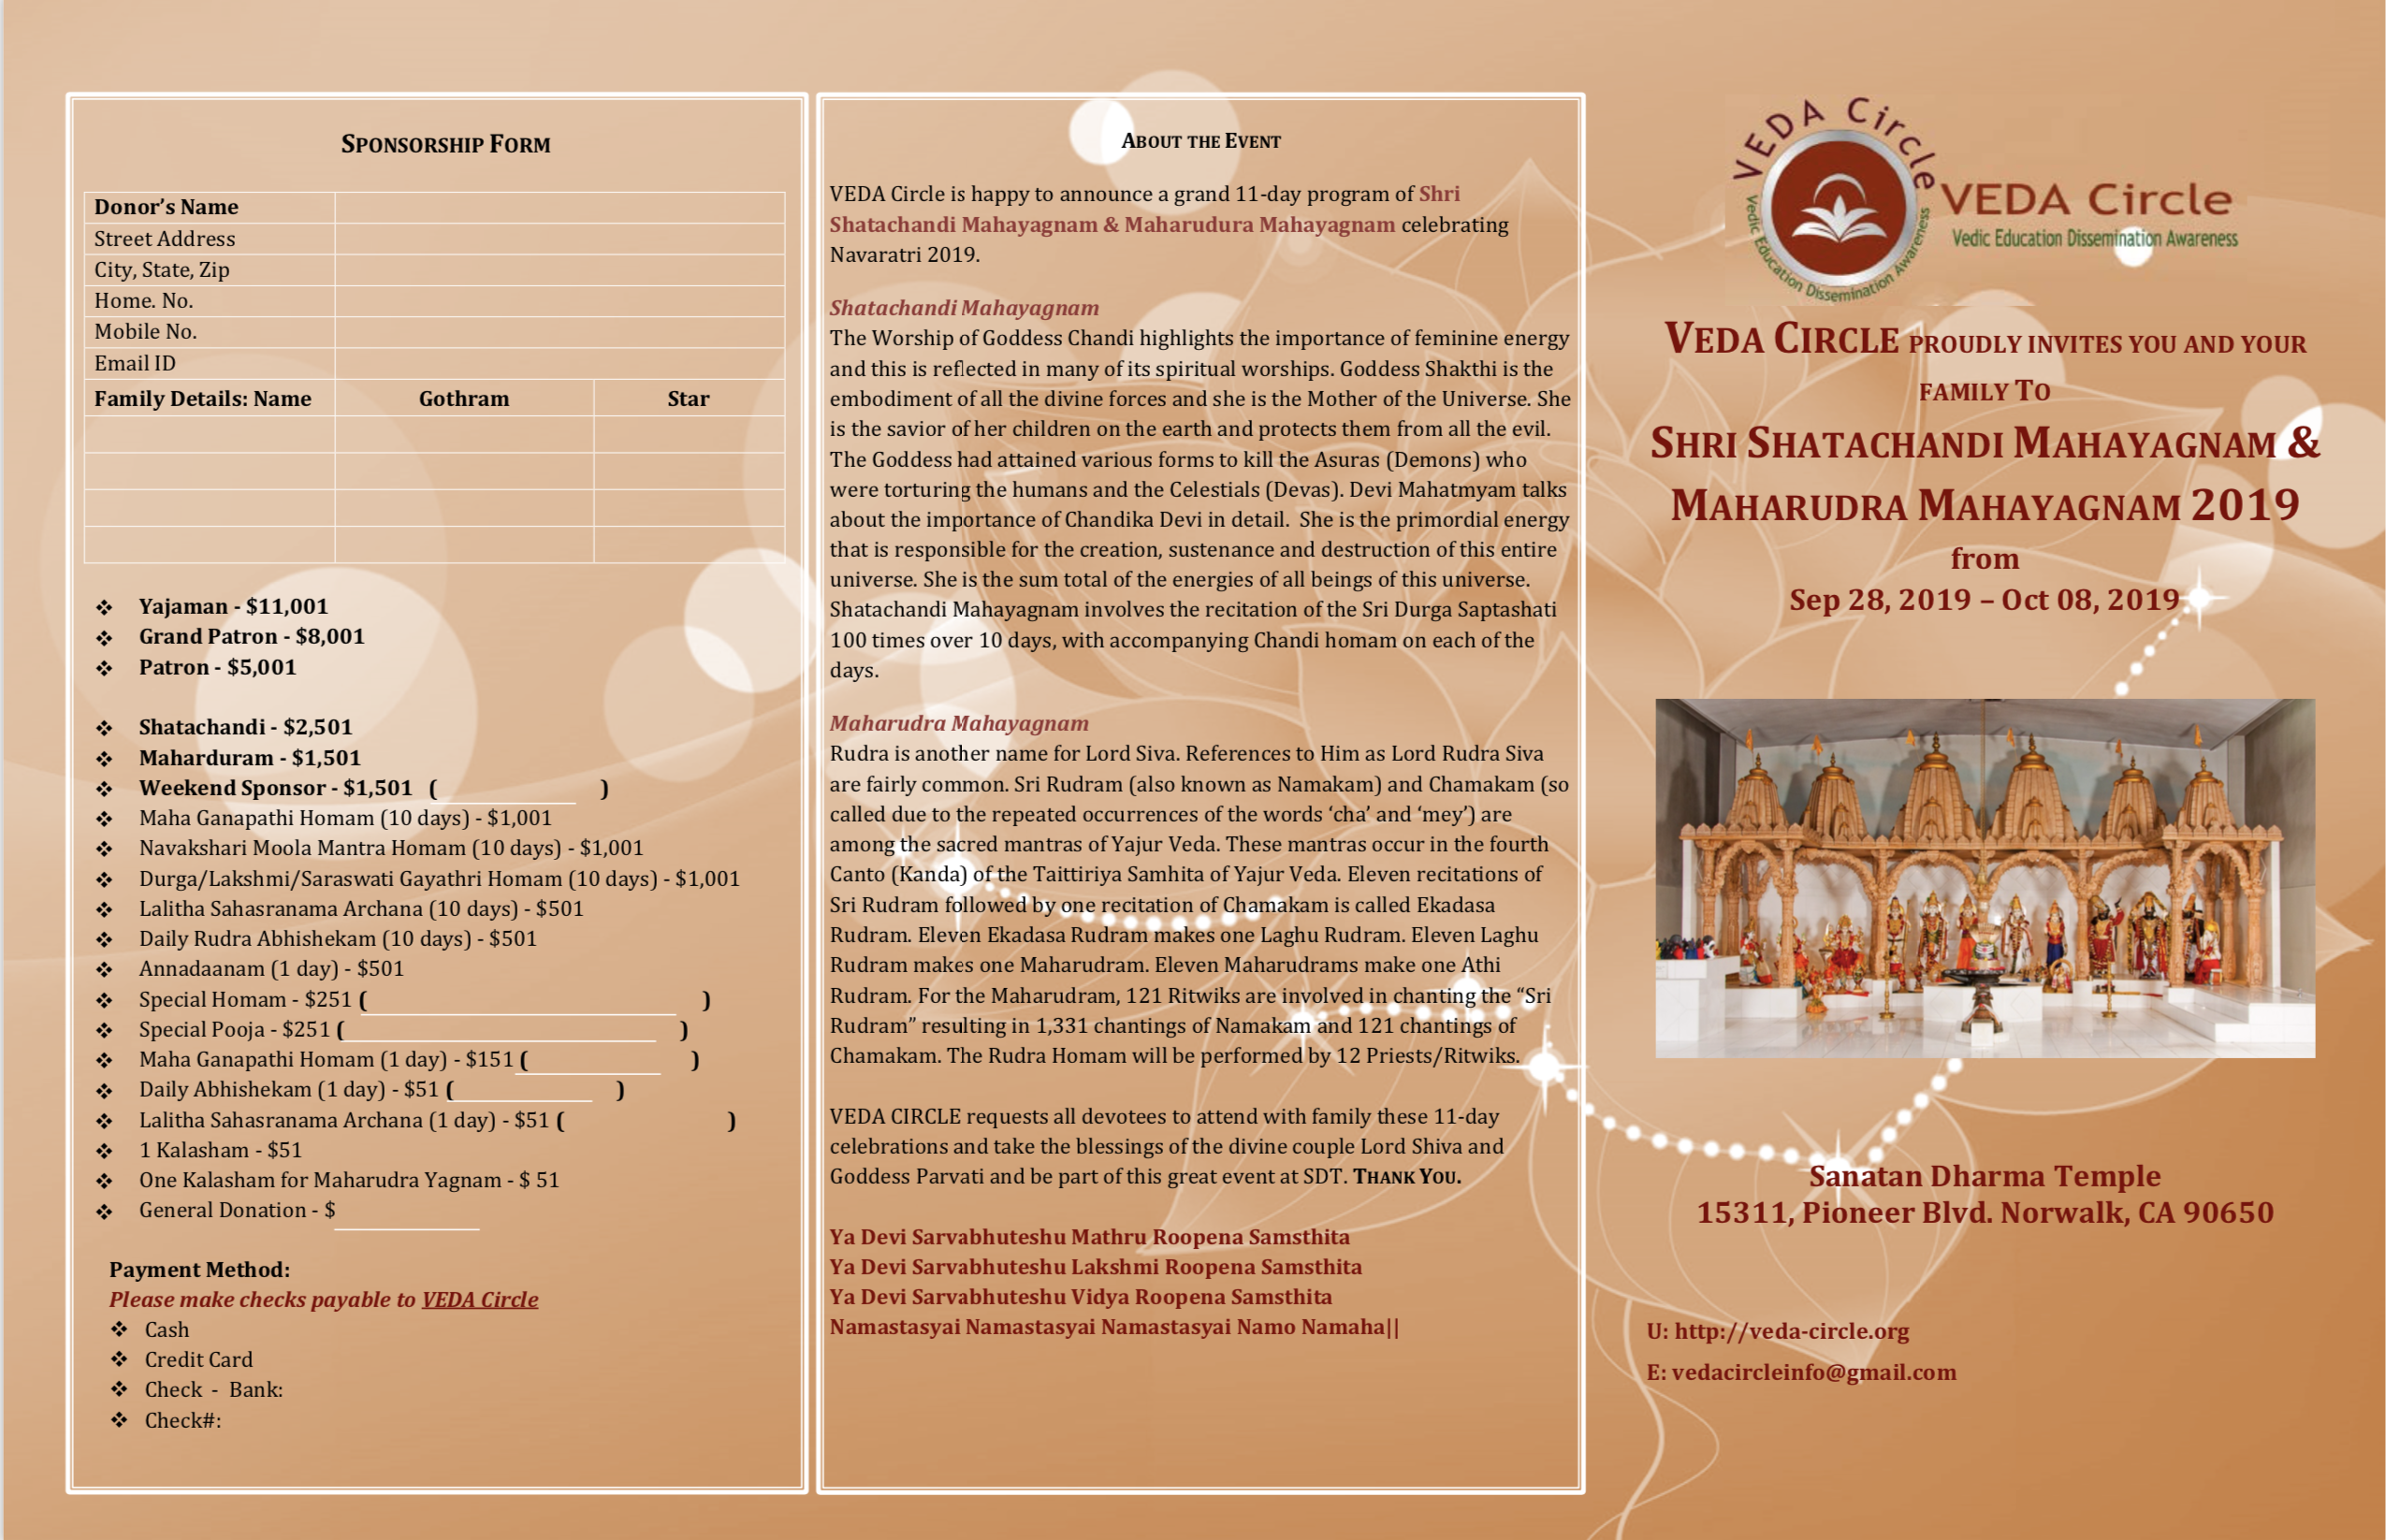 SPONSORSHIP FORM
Donor's Name
Street Address
City, State, Zip
Home. No.
Mobile No.
Email ID
Family Details: Name Gothram Star
❖ Yajaman - $11,001
❖ Grand Patron - $8,001
❖ Patron - $5,001
❖ Shatachandi - $2,501
❖ Maharduram - $1,501
❖ Weekend Sponsor - $1,501 (____________)
❖ Maha Ganapathi Homam (10 days) - $1,001
❖ Navakshari Moola Mantra Homam (10 days) - $1,001
❖ Durga/Lakshmi/Saraswati Gayathri Homam (10 days) - $1,001
❖ Lalitha Sahasranama Archana (10 days) - $501
❖ Daily Rudra Abhishekam (10 days) - $501
❖ Annadaanam (1 day) - $501
❖ Special Homam - $251 (____________)
❖ Special Pooja - $251 (____________)
❖ Maha Ganapathi Homam (1 day) - $151 (____________)
❖ Daily Abhishekam (1 day) - $51 (____________)
❖ Lalitha Sahasranama Archana (1 day) - $51 ( )
❖ 1 Kalasham - $51
❖ One Kalasham for Maharudra Yagnam - $ 51
❖ General Donation - $____________
Payment Method:
Please make checks payable to VEDA Circle
❖ Cash
❖ Credit Card
❖ Check - Bank:
❖ Check#:
ABOUT THE EVENT
VEDA Circle is happy to announce a grand 11-day program of Shri
Shatachandi Mahayagnam & Maharudura Mahayagnam celebrating
Navaratri 2019.
Shatachandi Mahayagnam
The Worship of Goddess Chandi highlights the importance of feminine energy
and this is reflected in many of its spiritual worships. Goddess Shakthi is the
embodiment of all the divine forces and she is the Mother of the Universe. She
is the savior of her children on the earth and protects them from all the evil.
The Goddess had attained various forms to kill the Asuras (Demons) who
were torturing the humans and the Celestials (Devas). Devi Mahatmyam talks
about the importance of Chandika Devi in detail. She is the primordial energy
that is responsible for the creation, sustenance and destruction of this entire
universe. She is the sum total of the energies of all beings of this universe.
Shatachandi Mahayagnam involves the recitation of the Sri Durga Saptashati
100 times over 10 days, with accompanying Chandi homam on each of the
days.
Maharudra Mahayagnam
Rudra is another name for Lord Siva. References to Him as Lord Rudra Siva
are fairly common. Sri Rudram (also known as Namakam) and Chamakam (so
called due to the repeated occurrences of the words ‘cha’ and ‘mey’) are
among the sacred mantras of Yajur Veda. These mantras occur in the fourth
Canto (Kanda) of the Taittiriya Samhita of Yajur Veda. Eleven recitations of
Sri Rudram followed by one recitation of Chamakam is called Ekadasa
Rudram. Eleven Ekadasa Rudram makes one Laghu Rudram. Eleven Laghu
Rudram makes one Maharudram. Eleven Maharudrams make one Athi
Rudram. For the Maharudram, 121 Ritwiks are involved in chanting the “Sri
Rudram” resulting in 1,331 chantings of Namakam and 121 chantings of
Chamakam. The Rudra Homam will be performed by 12 Priests/Ritwiks.
VEDA CIRCLE requests all devotees to attend with family these 11-day
celebrations and take the blessings of the divine couple Lord Shiva and
Goddess Parvati and be part of this great event at SDT. THANK YOU.
Ya Devi Sarvabhuteshu Mathru Roopena Samsthita
Ya Devi Sarvabhuteshu Lakshmi Roopena Samsthita
Ya Devi Sarvabhuteshu Vidya Roopena Samsthita
Namastasyai Namastasyai Namastasyai Namo Namaha||
VEDA Circle
Vedic Education Dissemination Awareness
VEDA Circle
Vedic Education Dissemination Awareness
VEDA CIRCLE PROUDLY INVITES YOU AND YOUR
FAMILY TO
SHRI SHATACHANDI MAHAYAGNAM &
MAHARUDRA MAHAYAGNAM 2019
from
Sep 28, 2019 – Oct 08, 2019
Sanatan Dharma Temple
15311, Pioneer Blvd. Norwalk, CA 90650
U: http://veda-circle.org
E: vedacircleinfo@gmail.com